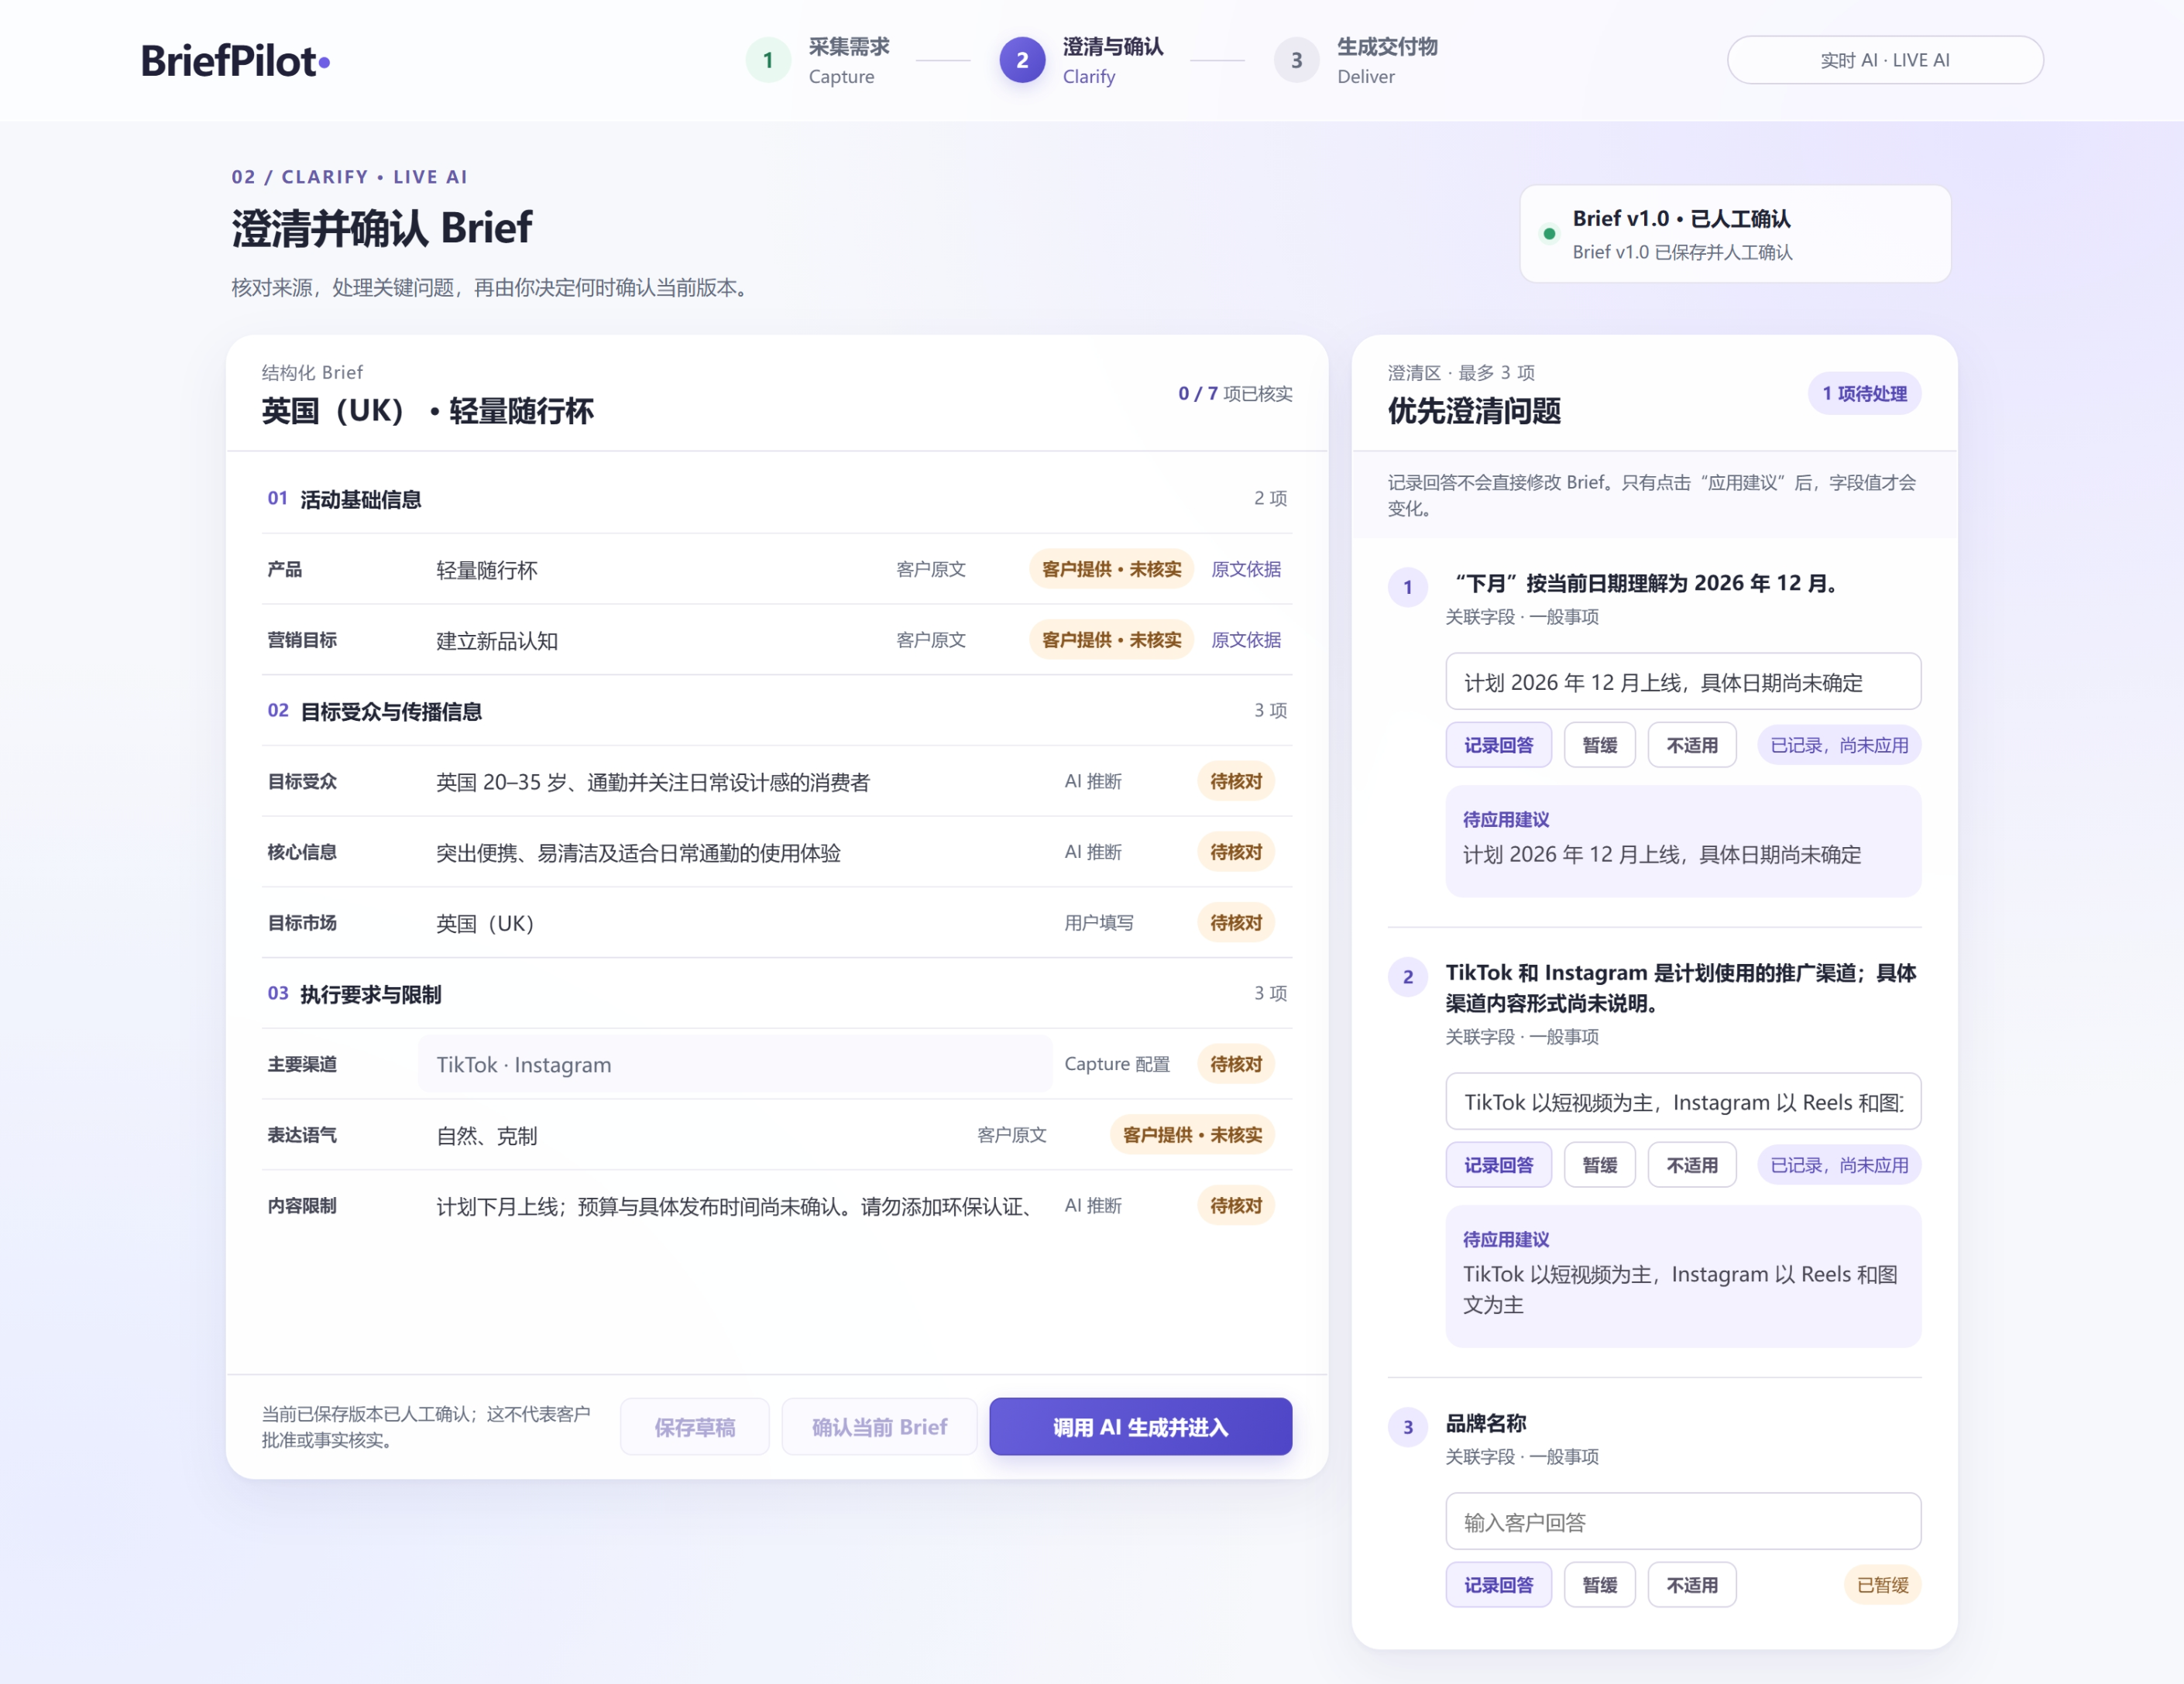 BriefPilot
1
采集需求
Capture
2
澄清与确认
Clarify
3
生成交付物
Deliver
实时 AI · LIVE AI
02 / CLARIFY • LIVE AI
澄清并确认 Brief
核对来源，处理关键问题，再由你决定何时确认当前版本。
Brief v1.0 • 已人工确认
Brief v1.0 已保存并人工确认
结构化 Brief
英国（UK） • 轻量随行杯
0 / 7 项已核实
01 活动基础信息
2 项
产品 轻量随行杯 客户原文 客户提供 • 未核实 原文依据
营销目标 建立新品认知 客户原文 客户提供 • 未核实 原文依据
02 目标受众与传播信息
3 项
目标受众 英国 20–35 岁、通勤并关注日常设计感的消费者 AI 推断 待核对
核心信息 突出便携、易清洁及适合日常通勤的使用体验 AI 推断 待核对
目标市场 英国（UK） 用户填写 待核对
03 执行要求与限制
3 项
主要渠道 TikTok · Instagram Capture 配置 待核对
表达语气 自然、克制 客户原文 客户提供 • 未核实
内容限制 计划下月上线；预算与具体发布时间尚未确认。请勿添加环保认证、 AI 推断 待核对
当前已保存版本已人工确认；这不代表客户
批准或事实核实。
保存草稿
确认当前 Brief
调用 AI 生成并进入
澄清区 · 最多 3 项
优先澄清问题
1 项待处理
记录回答不会直接修改 Brief。只有点击“应用建议”后，字段值才会
变化。
1
“下月”按当前日期理解为 2026 年 12 月。
关联字段 · 一般事项
计划 2026 年 12 月上线，具体日期尚未确定
记录回答 暂缓 不适用 已记录，尚未应用
待应用建议
计划 2026 年 12 月上线，具体日期尚未确定
2
TikTok 和 Instagram 是计划使用的推广渠道；具体
渠道内容形式尚未说明。
关联字段 · 一般事项
TikTok 以短视频为主，Instagram 以 Reels 和图
记录回答 暂缓 不适用 已记录，尚未应用
待应用建议
TikTok 以短视频为主，Instagram 以 Reels 和图
文为主
3
品牌名称
关联字段 · 一般事项
输入客户回答
记录回答 暂缓 不适用 已暂缓